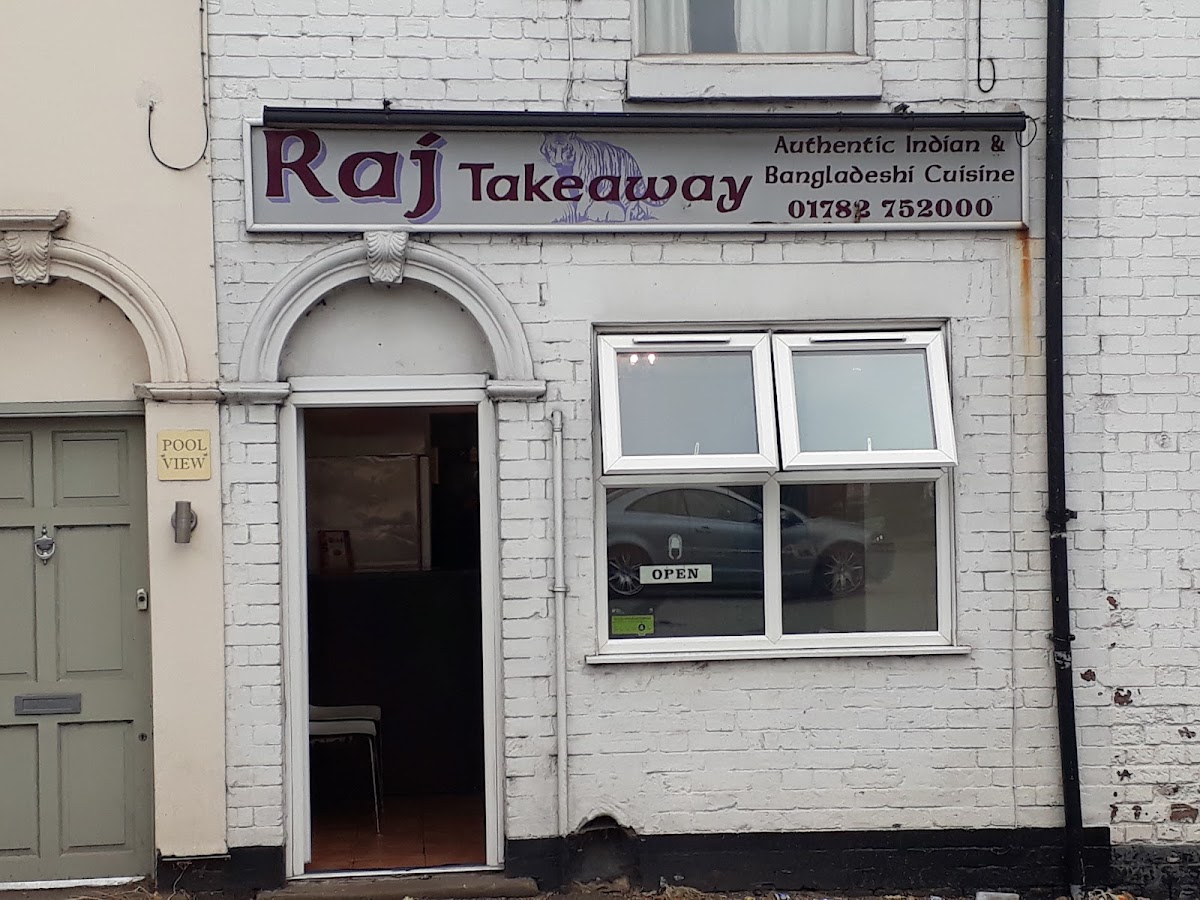 Raj Takeaway
Authentic Indian &
Bangladeshi Cuisine
01782 752000
POOL
VIEW
OPEN